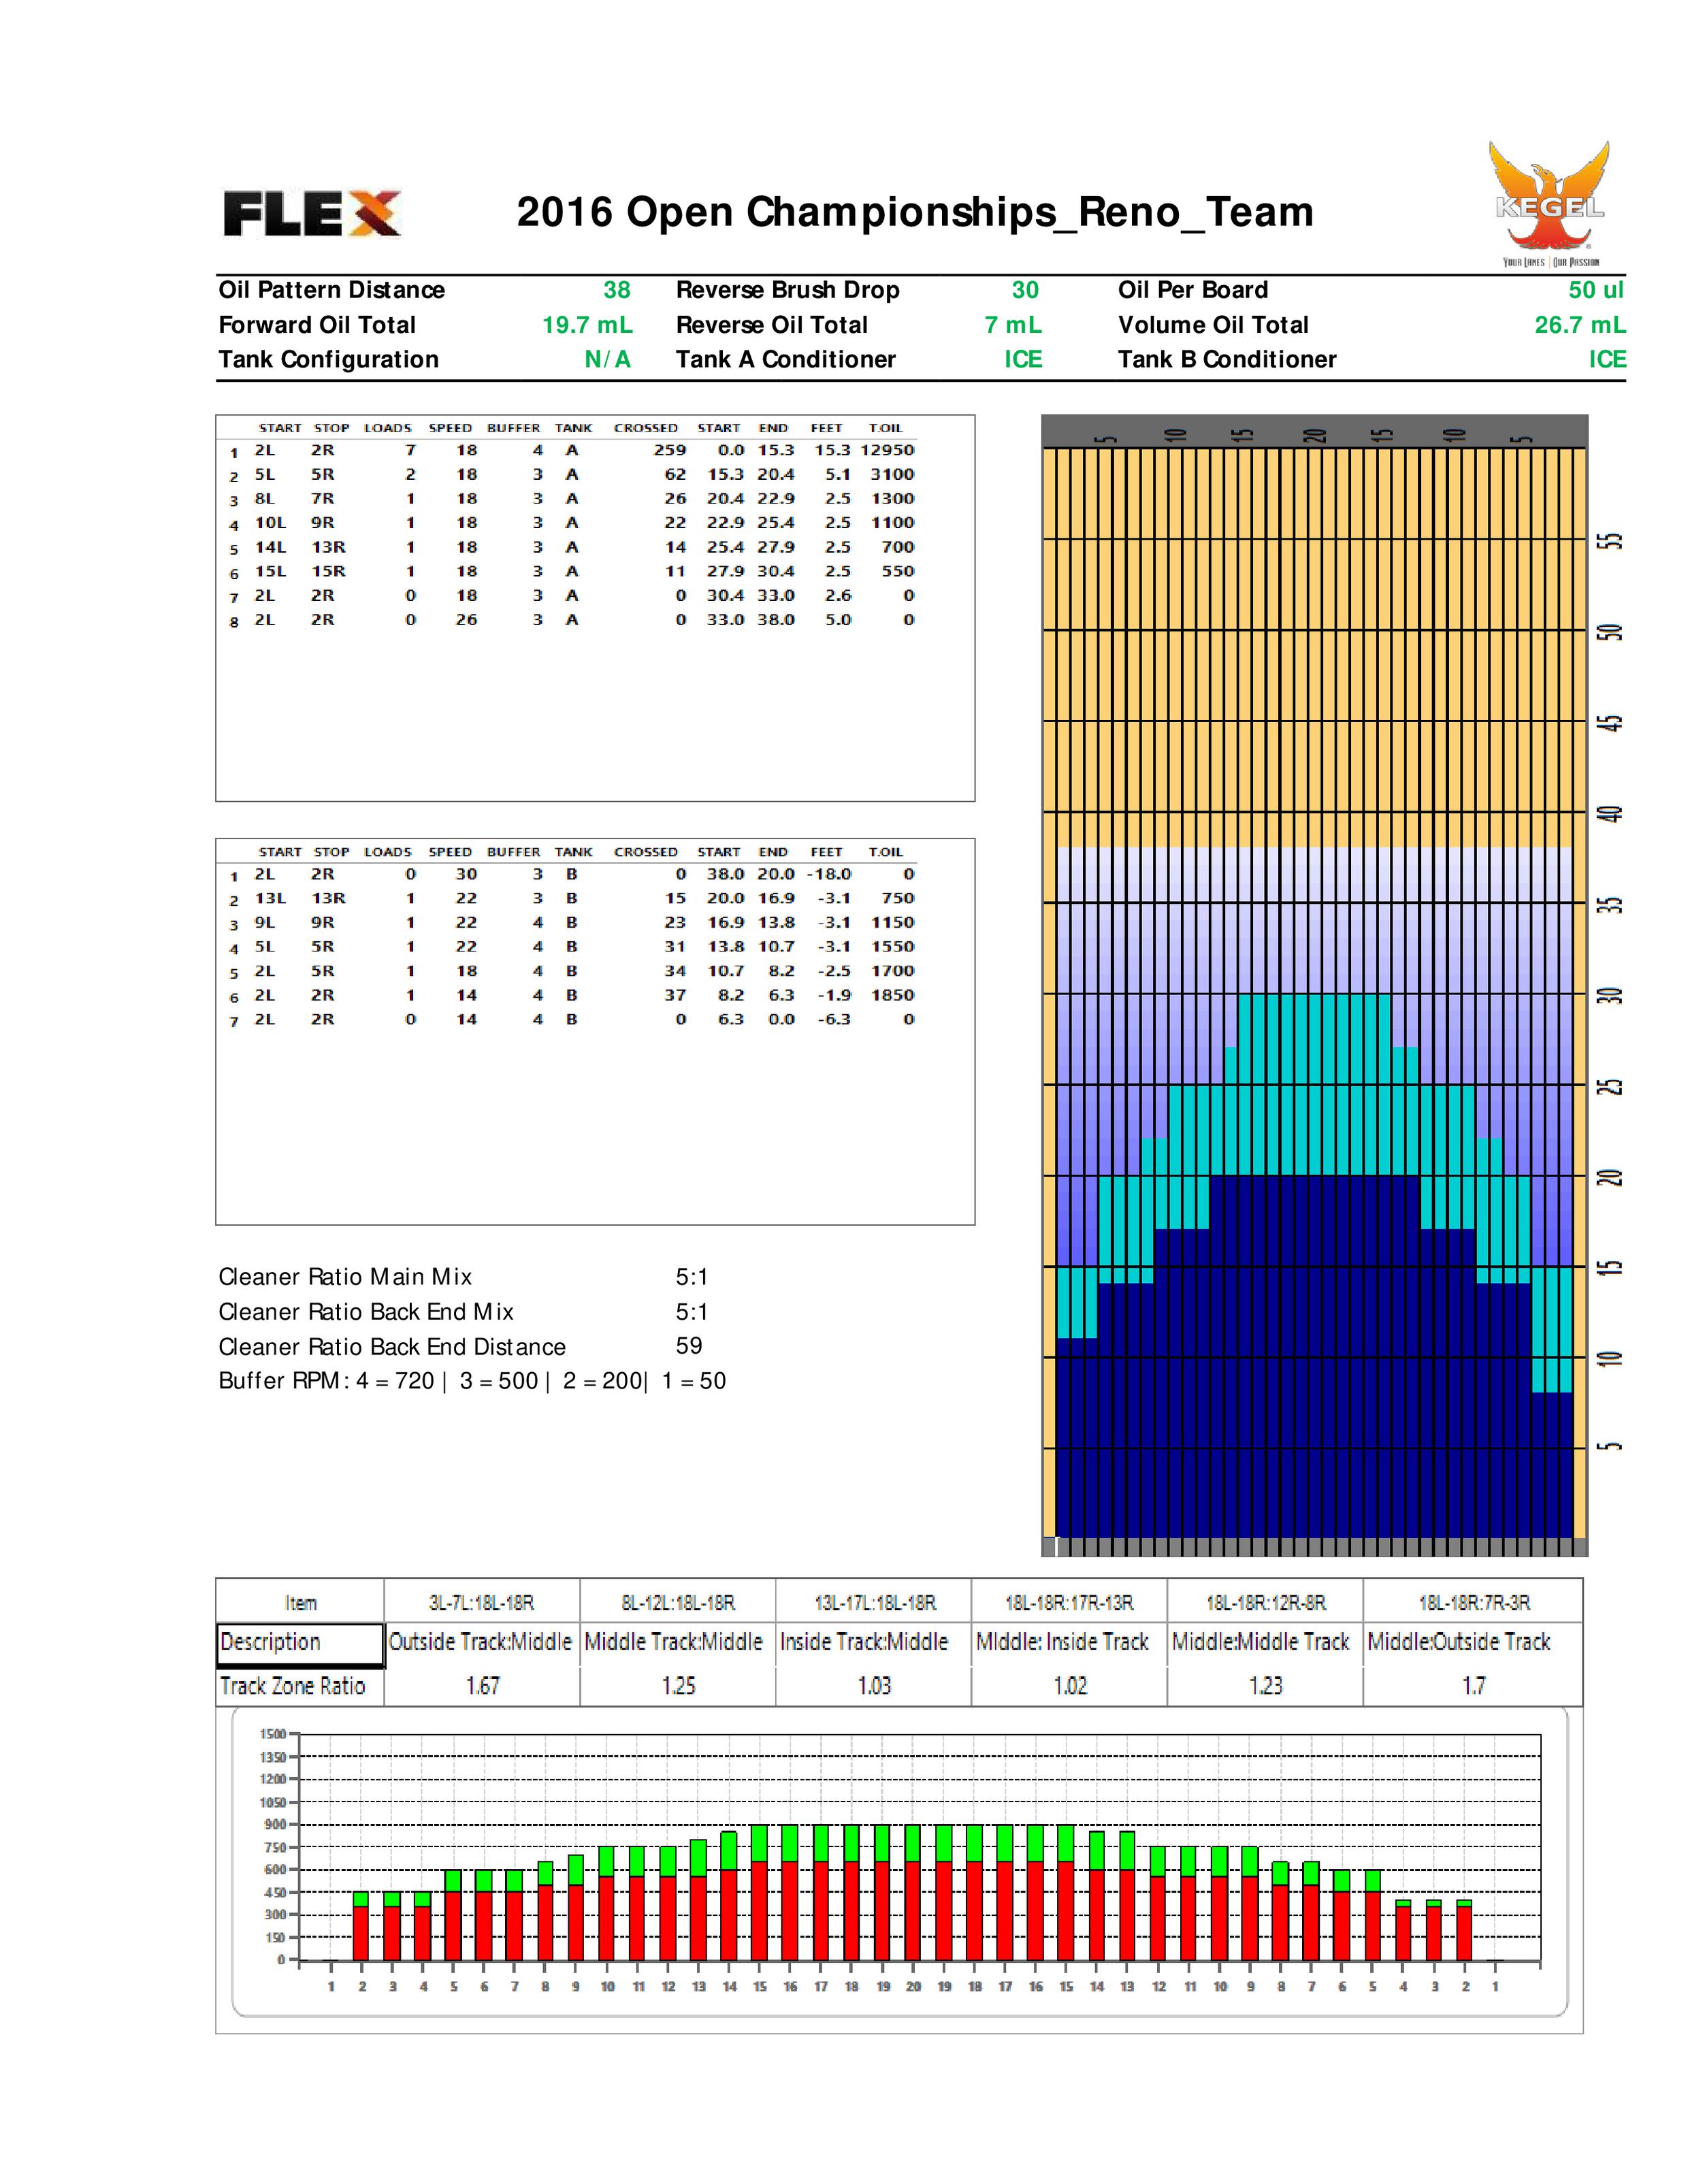 FLEX
2016 Open Championships_Reno_Team
KEGEL
YOUR LANES | OUR PASSION
Oil Pattern Distance 38 Reverse Brush Drop 30 Oil Per Board 50 ul
Forward Oil Total 19.7 mL Reverse Oil Total 7 mL Volume Oil Total 26.7 mL
Tank Configuration N/A Tank A Conditioner ICE Tank B Conditioner ICE
START STOP LOADS SPEED BUFFER TANK CROSSED START END FEET T.OIL
1 2L 2R 7 18 4 A 259 0.0 15.3 15.3 12950
2 5L 5R 2 18 3 A 62 15.3 20.4 5.1 3100
3 8L 7R 1 18 3 A 26 20.4 22.9 2.5 1300
4 10L 9R 1 18 3 A 22 22.9 25.4 2.5 1100
5 14L 13R 1 18 3 A 14 25.4 27.9 2.5 700
6 15L 15R 1 18 3 A 11 27.9 30.4 2.5 550
7 2L 2R 0 18 3 A 0 30.4 33.0 2.6 0
8 2L 2R 0 26 3 A 0 33.0 38.0 5.0 0
START STOP LOADS SPEED BUFFER TANK CROSSED START END FEET T.OIL
1 2L 2R 0 30 3 B 0 38.0 20.0 -18.0 0
2 13L 13R 1 22 3 B 15 20.0 16.9 -3.1 750
3 9L 9R 1 22 4 B 23 16.9 13.8 -3.1 1150
4 5L 5R 1 22 4 B 31 13.8 10.7 -3.1 1550
5 2L 5R 1 18 4 B 34 10.7 8.2 -2.5 1700
6 2L 2R 1 14 4 B 37 8.2 6.3 -1.9 1850
7 2L 2R 0 14 4 B 0 6.3 0.0 -6.3 0
Cleaner Ratio Main Mix 5:1
Cleaner Ratio Back End Mix 5:1
Cleaner Ratio Back End Distance 59
Buffer RPM: 4 = 720 | 3 = 500 | 2 = 200| 1 = 50
5 10 15 20 15 10 5
55
50
45
40
35
30
25
20
15
10
5
Item 3L-7L:18L-18R 8L-12L:18L-18R 13L-17L:18L-18R 18L-18R:17R-13R 18L-18R:12R-8R 18L-18R:7R-3R
Description Outside Track:Middle Middle Track:Middle Inside Track:Middle MIddle: Inside Track Middle:Middle Track Middle:Outside Track
Track Zone Ratio 1.67 1.25 1.03 1.02 1.23 1.7
1500
1350
1200
1050
900
750
600
450
300
150
0
1 2 3 4 5 6 7 8 9 10 11 12 13 14 15 16 17 18 19 20 19 18 17 16 15 14 13 12 11 10 9 8 7 6 5 4 3 2 1